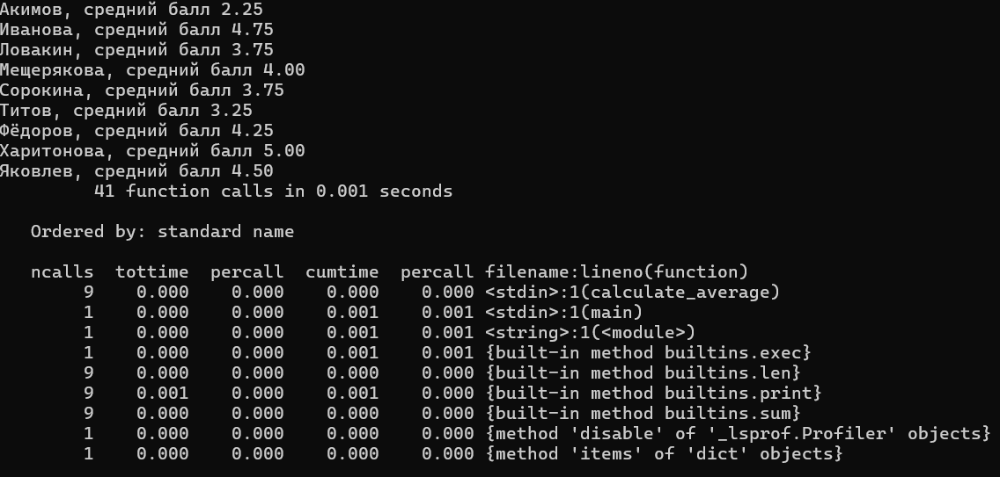 Акимов, средний балл 2.25
Иванова, средний балл 4.75
Ловакин, средний балл 3.75
Мещерякова, средний балл 4.00
Сорокина, средний балл 3.75
Титов, средний балл 3.25
Фёдоров, средний балл 4.25
Харитонова, средний балл 5.00
Яковлев, средний балл 4.50
         41 function calls in 0.001 seconds

   Ordered by: standard name

   ncalls  tottime  percall  cumtime  percall filename:lineno(function)
        9    0.000    0.000    0.000    0.000 <stdin>:1(calculate_average)
        1    0.000    0.000    0.001    0.001 <stdin>:1(main)
        1    0.000    0.000    0.001    0.001 <string>:1(<module>)
        1    0.000    0.000    0.001    0.001 {built-in method builtins.exec}
        9    0.000    0.000    0.000    0.000 {built-in method builtins.len}
        9    0.001    0.000    0.001    0.000 {built-in method builtins.print}
        9    0.000    0.000    0.000    0.000 {built-in method builtins.sum}
        1    0.000    0.000    0.000    0.000 {method 'disable' of '_lsprof.Profiler' objects}
        1    0.000    0.000    0.000    0.000 {method 'items' of 'dict' objects}